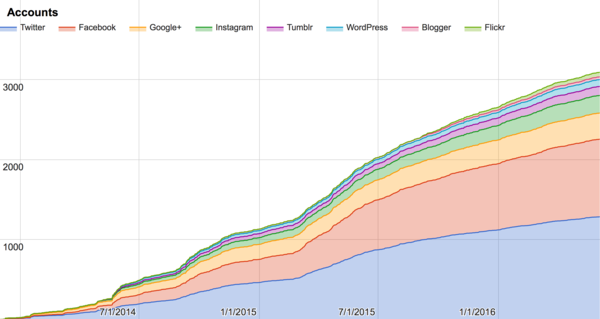 Accounts
Twitter Facebook Google+ Instagram Tumblr WordPress Blogger Flickr
3000
2000
1000
7/1/2014 1/1/2015 7/1/2015 1/1/2016